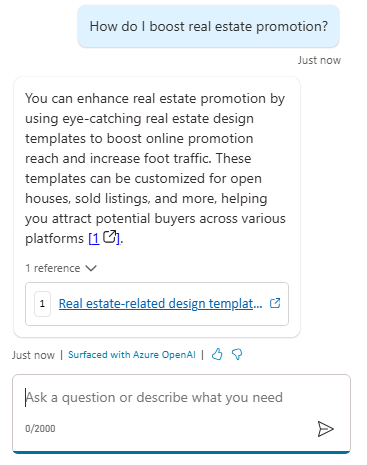 How do I boost real estate promotion?
Just now
You can enhance real estate promotion by
using eye-catching real estate design
templates to boost online promotion
reach and increase foot traffic. These
templates can be customized for open
houses, sold listings, and more, helping
you attract potential buyers across various
platforms [1].
1 reference
1 Real estate-related design templat...
Just now | Surfaced with Azure OpenAI |
Ask a question or describe what you need
0/2000